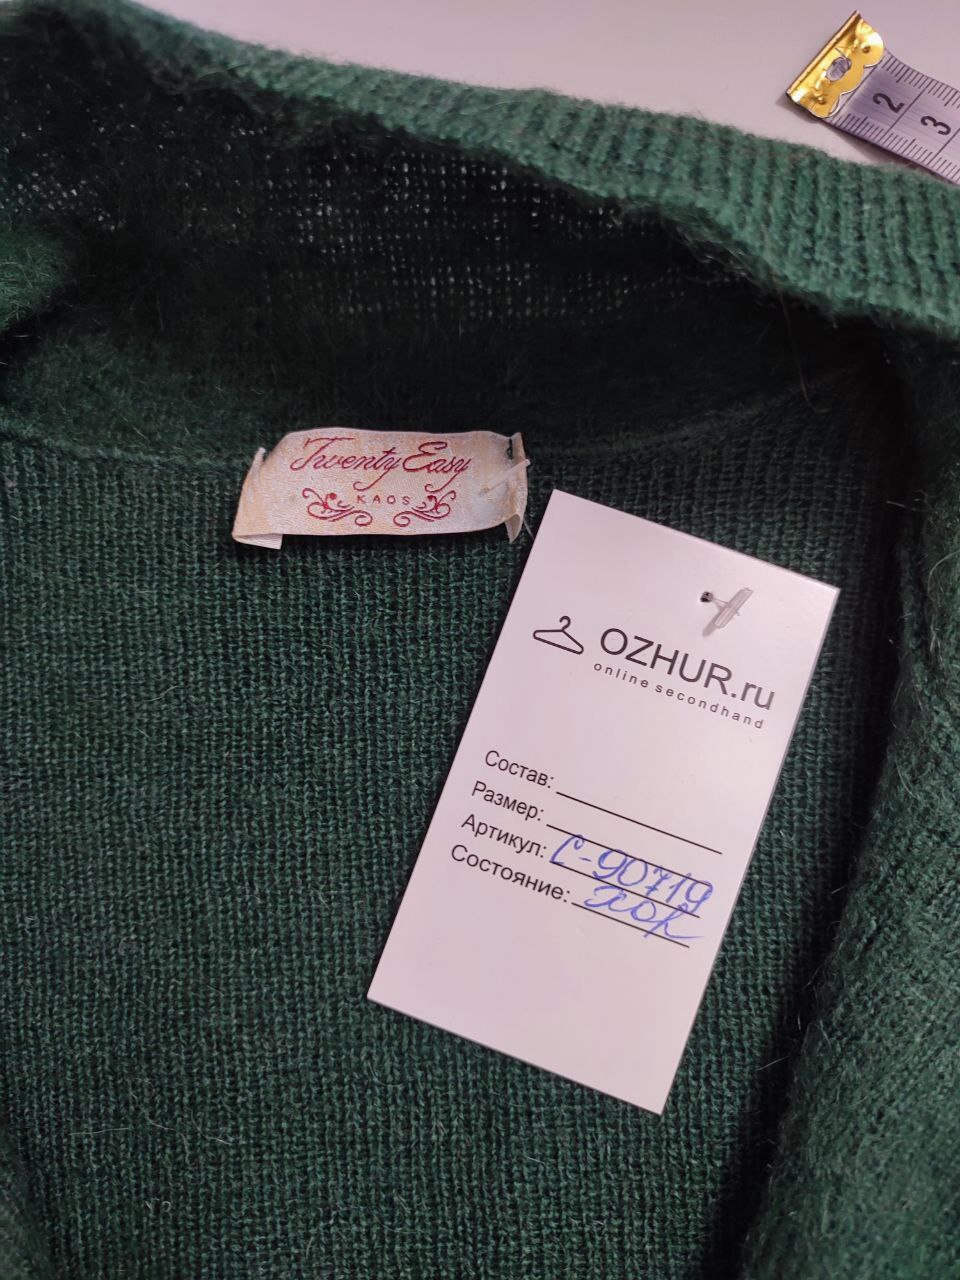 2
3
Twenty Easy
KAOS
OZHUR.ru
online secondhand
Состав:
Размер:
Артикул: С-90719
Состояние: хор